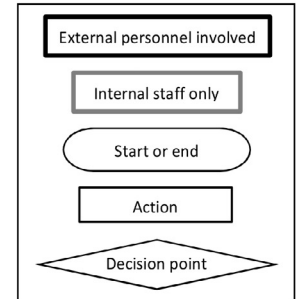 External personnel involved
Internal staff only
Start or end
Action
Decision point